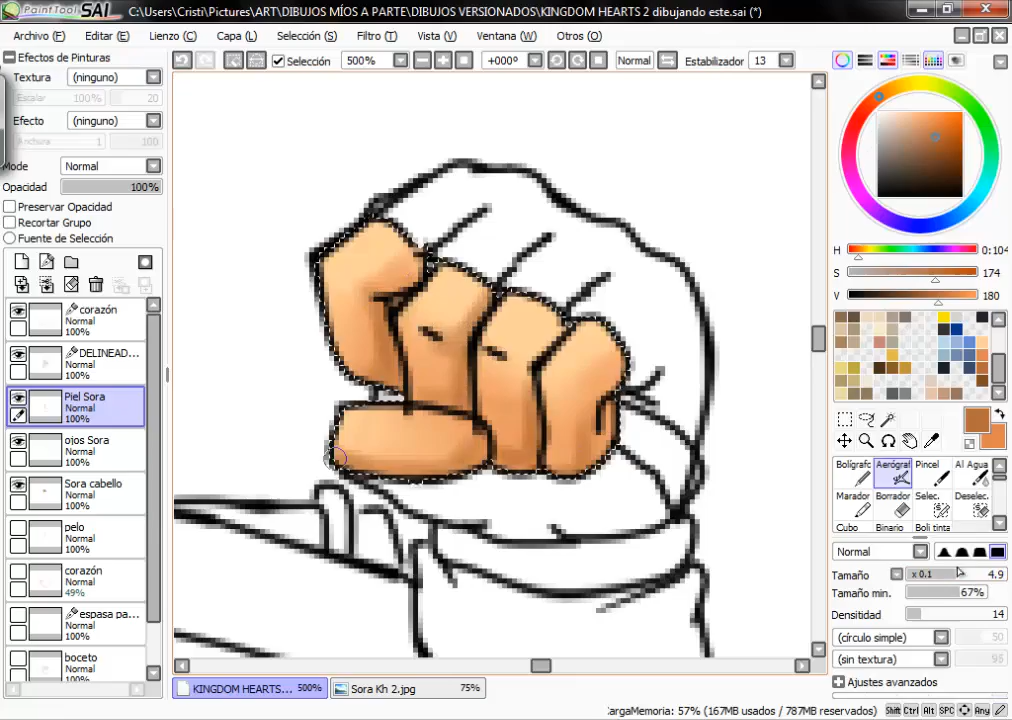 PaintTool SAI C:\Users\Cristi\Pictures\ART\DIBUJOS MÍOS A PARTE\DIBUJOS VERSIONADOS\KINGDOM HEARTS 2 dibujando este.sai (*)
Archivo (F) Editar (E) Lienzo (C) Capa (L) Selección (S) Filtro (T) Vista (V) Ventana (W) Otros (O)
Efectos de Pinturas
Selección 500% +000° Normal Estabilizador 13
Textura (ninguno)
Escalar 100% 20
Efecto (ninguno)
Anchura 1 100
Mode Normal
Opacidad 100%
Preservar Opacidad
Recortar Grupo
Fuente de Selección
corazón
Normal
100%
DELINEAD...
Normal
100%
Piel Sora
Normal
100%
ojos Sora
Normal
100%
Sora cabello
Normal
100%
pelo
Normal
100%
corazón
Normal
49%
espasa pa...
Normal
100%
boceto
Normal
100%
KINGDOM HEARTS... 500% Sora Kh 2.jpg 75%
H 0:104
S 174
V 180
Bolígrafc Aerógraf Pincel Al Agua
Marador Borrador Selec. Deselec.
Cubo Binario Boli tinta
Normal
Tamaño x 0.1 4.9
Tamaño min. 67%
Densitidad 14
(círculo simple) 50
(sin textura) 95
Ajustes avanzados
CargaMemoria: 57% (167MB usados / 787MB reservados) Shift Ctrl Alt SPC Any